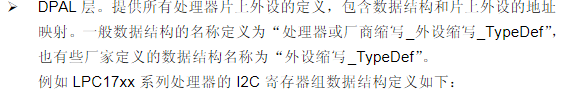 ➤ DPAL 层。提供所有处理器片上外设的定义，包含数据结构和片上外设的地址
映射。一般数据结构的名称定义为“处理器或厂商缩写_外设缩写_TypeDef”，
也有些厂家定义的数据结构名称为“外设缩写_TypeDef”。
例如 LPC17xx 系列处理器的 I2C 寄存器组数据结构定义如下：